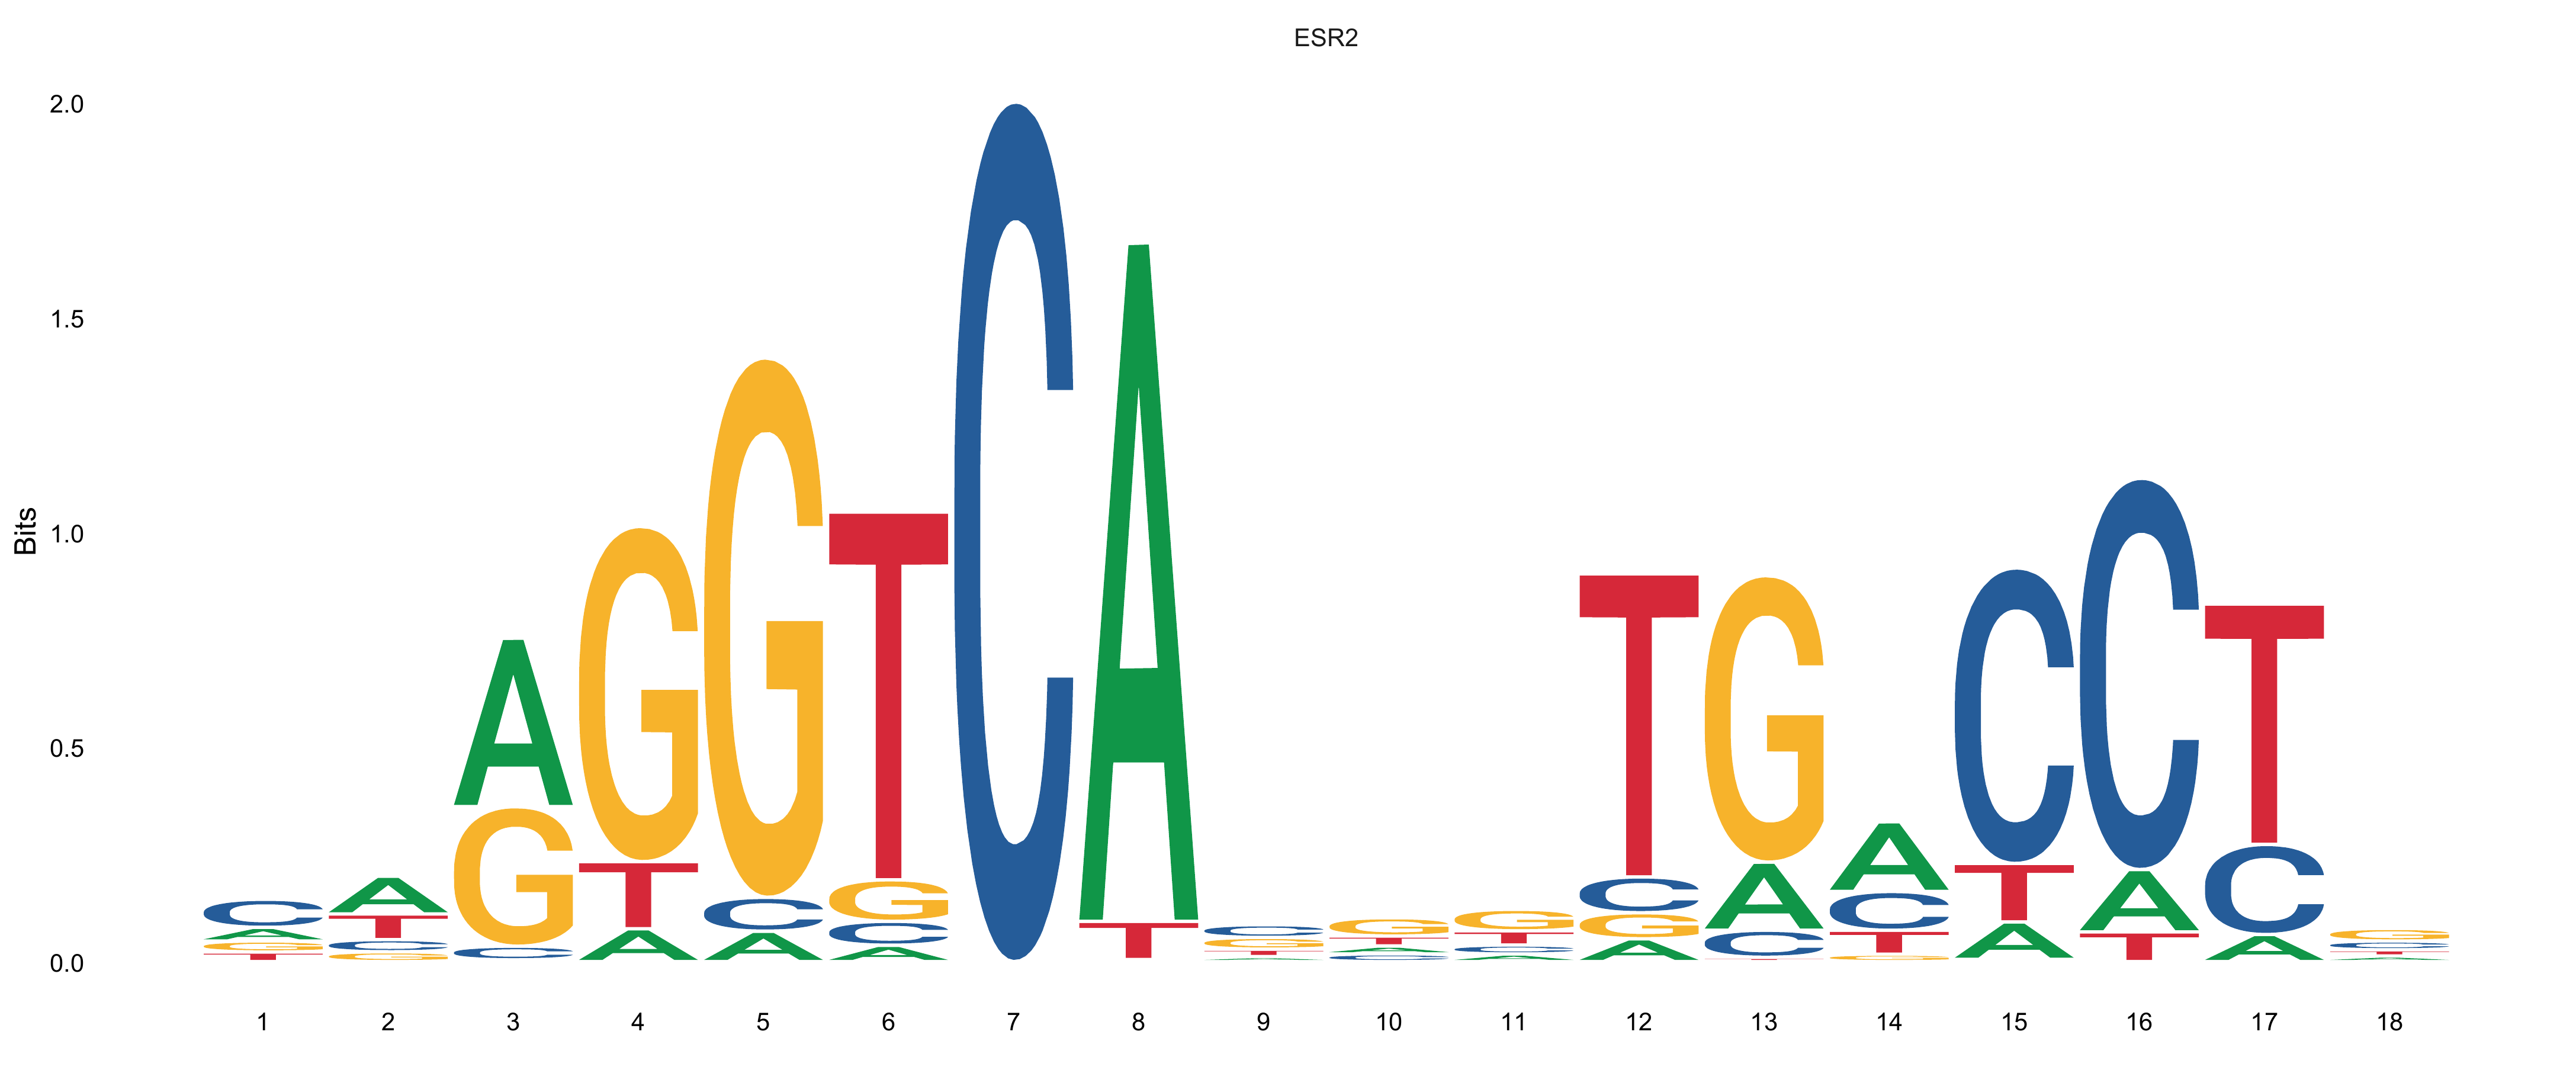 ESR2
2.0
1.5
1.0
0.5
0.0
Bits
C A G T
A T C G
A G C
G T A
G C A
T G C A
C
A T
C G T A
G T A C
G T C A
T C G A
G A C T
A C T G
C T A
C A T
T C A
G C T A
1 2 3 4 5 6 7 8 9 10 11 12 13 14 15 16 17 18